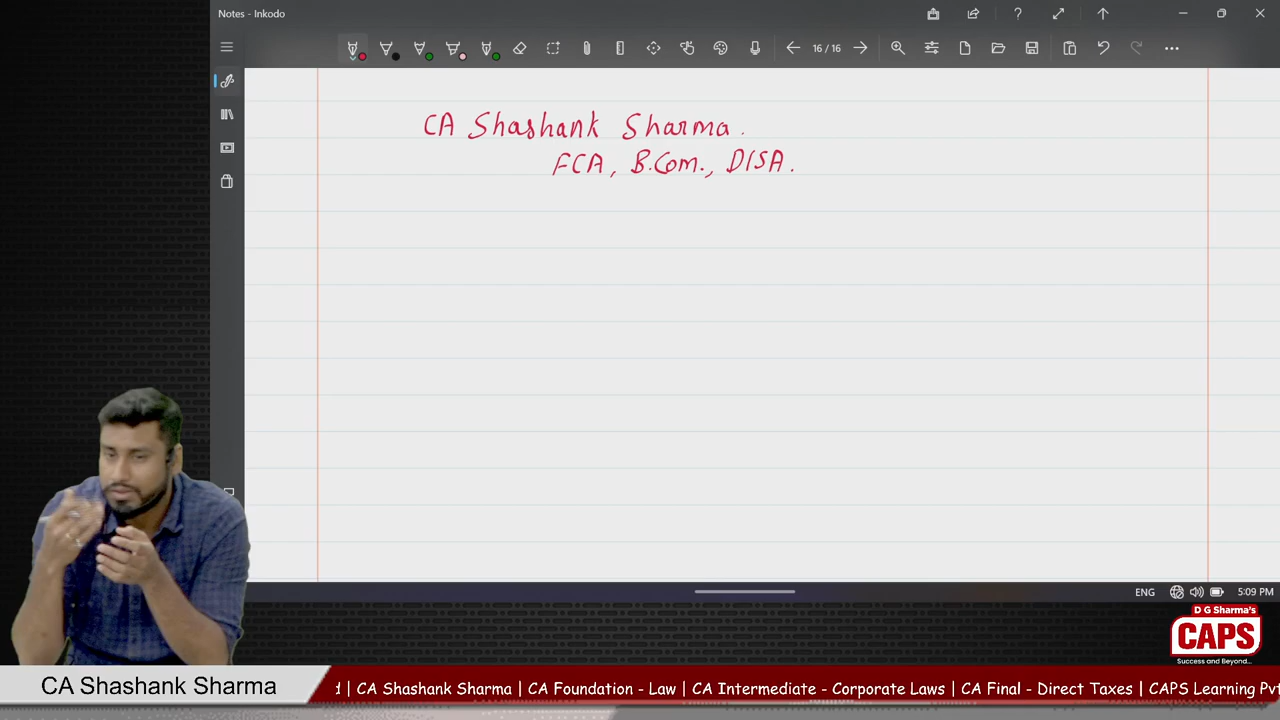 Notes - Inkodo
16 / 16
CA Shashank Sharma.
FCA, B.Com., DISA.
ENG
5:09 PM
D G Sharma's
CAPS
Success and Beyond...
CA Shashank Sharma
d | CA Shashank Sharma | CA Foundation - Law | CA Intermediate - Corporate Laws | CA Final - Direct Taxes | CAPS Learning Pvt